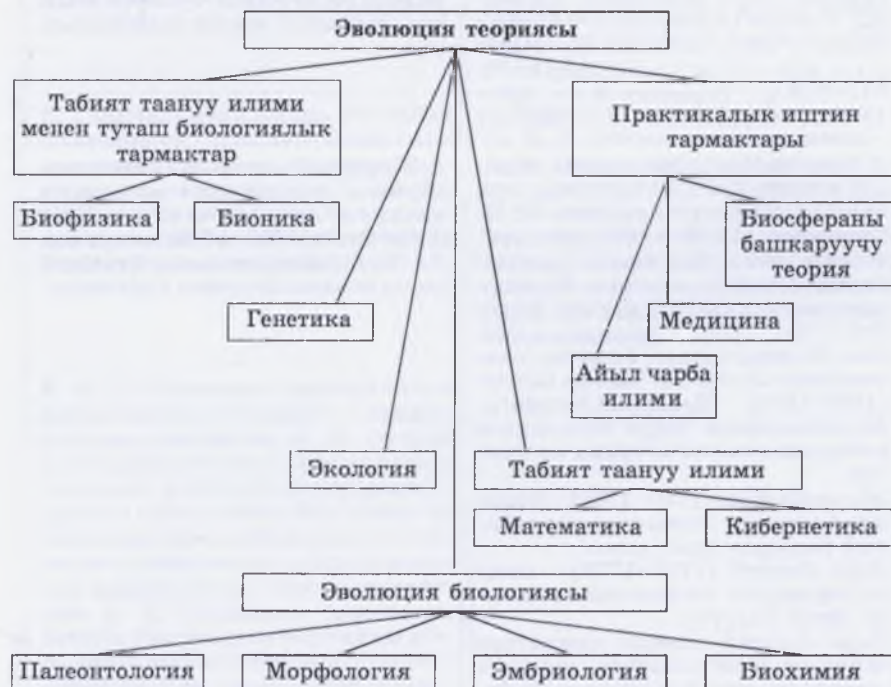 Эволюция теориясы
Табият таануу илими
менен туташ биологиялык
тармактар
Практикалык иштин
тармактары
Биофизика
Бионика
Биосфераны
башкаруучу
теория
Генетика
Медицина
Айыл чарба
илими
Экология
Табият таануу илими
Математика
Кибернетика
Эволюция биологиясы
Палеонтология
Морфология
Эмбриология
Биохимия